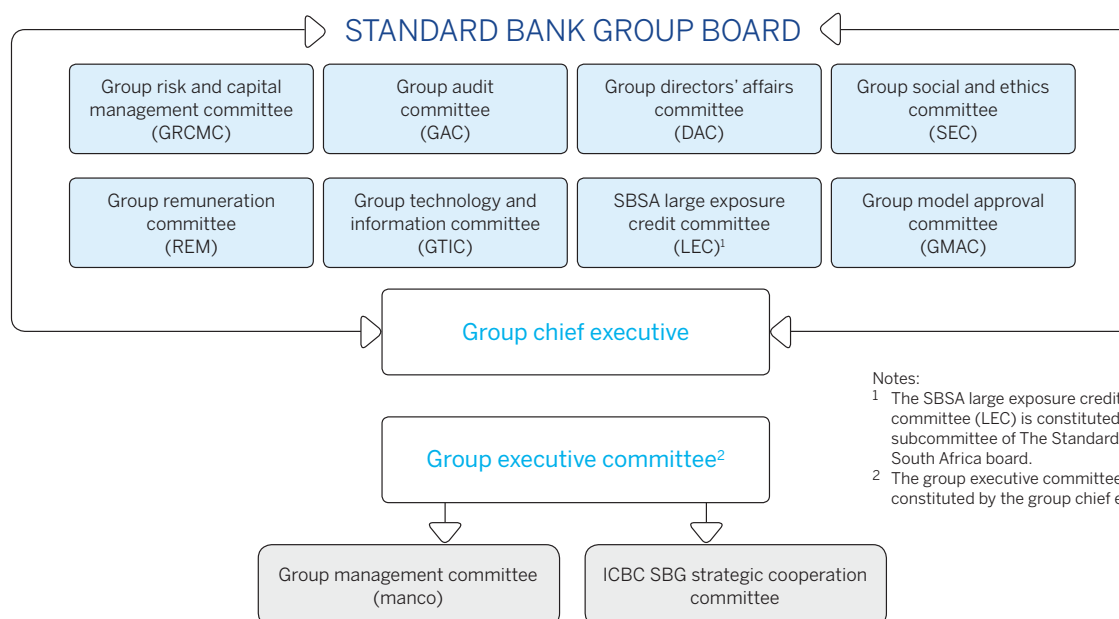 STANDARD BANK GROUP BOARD
Group risk and capital
management committee
(GRCMC)
Group audit
committee
(GAC)
Group directors' affairs
committee
(DAC)
Group social and ethics
committee
(SEC)
Group remuneration
committee
(REM)
Group technology and
information committee
(GTIC)
SBSA large exposure
credit committee
(LEC)¹
Group model approval
committee
(GMAC)
Group chief executive
Notes:
¹ The SBSA large exposure credit
committee (LEC) is constituted
subcommittee of The Standard
South Africa board.
² The group executive committee
constituted by the group chief e
Group executive committee²
Group management committee
(manco)
ICBC SBG strategic cooperation
committee